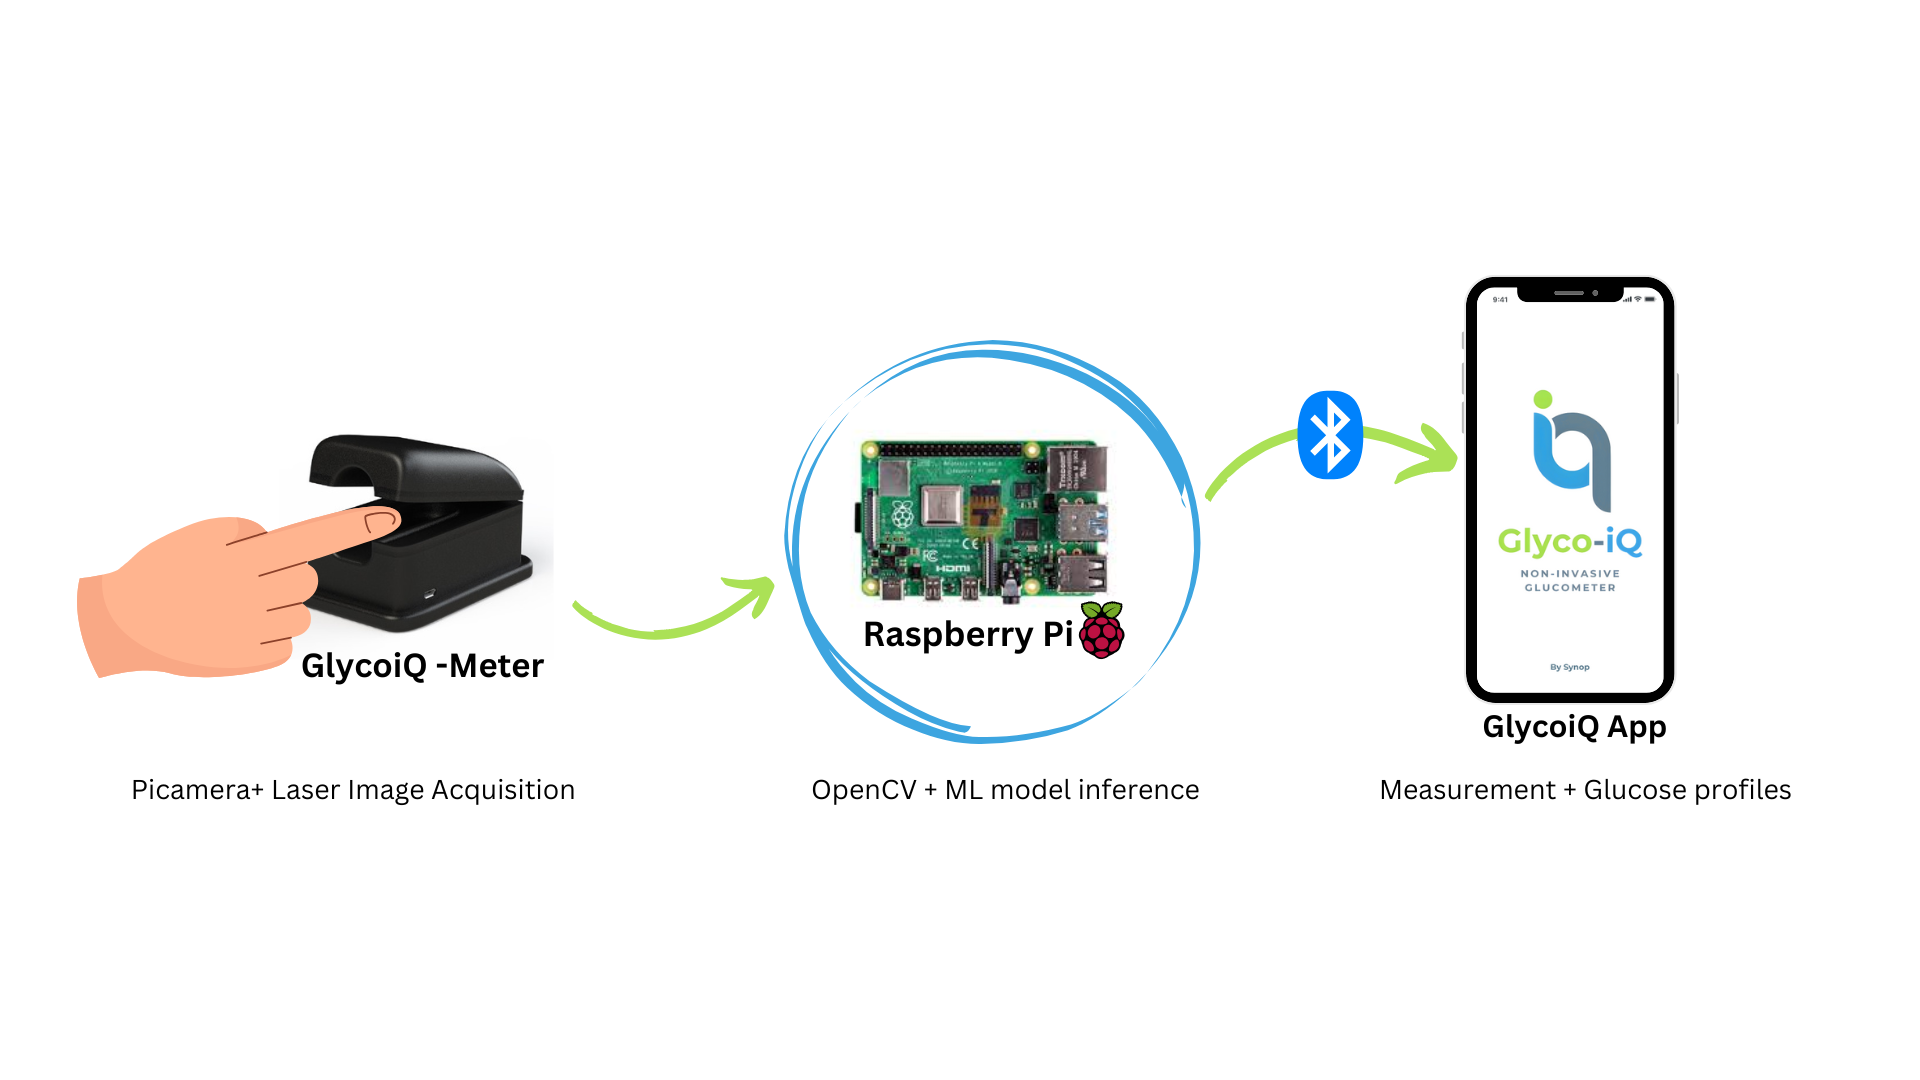 GlycoiQ -Meter
Picamera+ Laser Image Acquisition
HDMI
Raspberry Pi
OpenCV + ML model inference
9:41
iq
Glyco-iQ
NON-INVASIVE
GLUCOMETER
By Synop
GlycoiQ App
Measurement + Glucose profiles